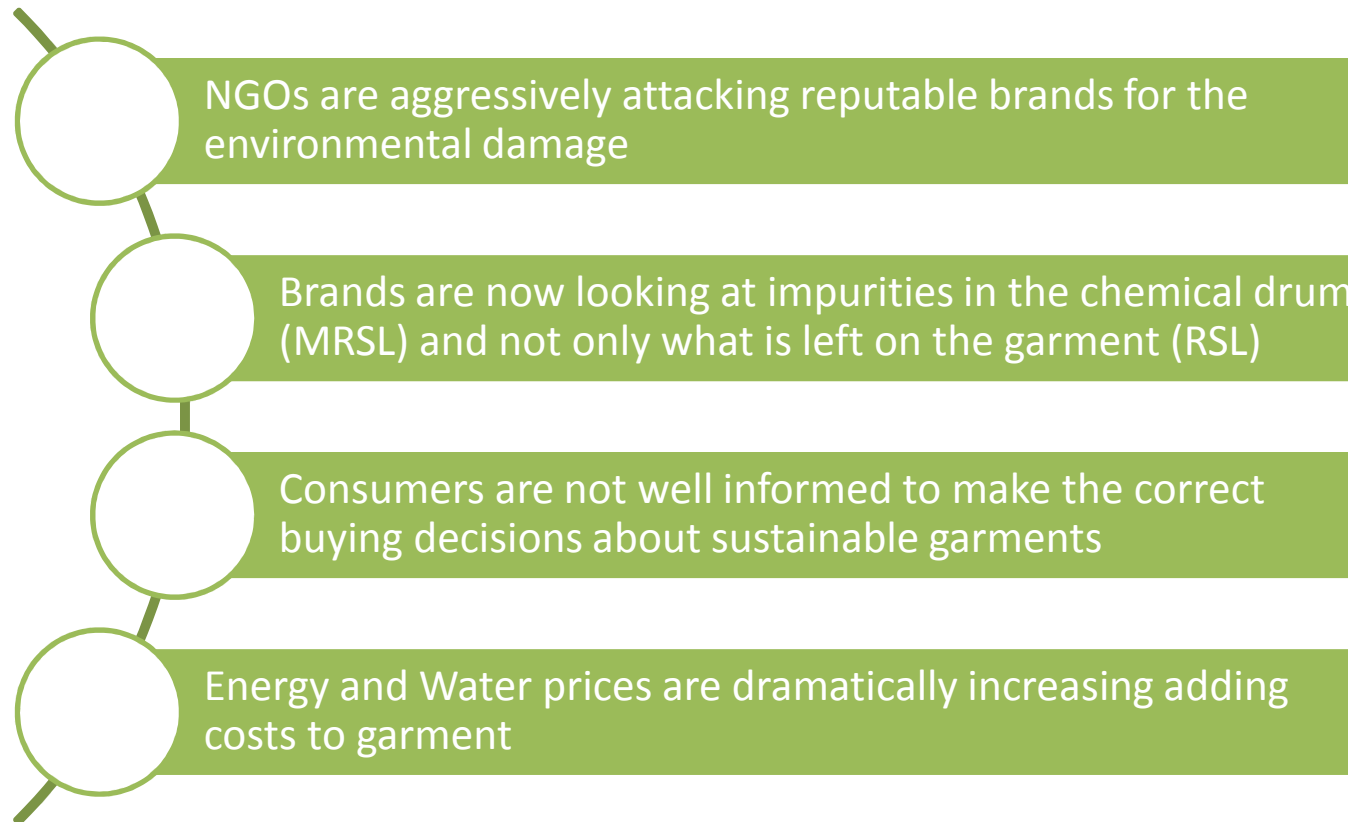 NGOs are aggressively attacking reputable brands for the
environmental damage
Brands are now looking at impurities in the chemical drum
(MRSL) and not only what is left on the garment (RSL)
Consumers are not well informed to make the correct
buying decisions about sustainable garments
Energy and Water prices are dramatically increasing adding
costs to garment